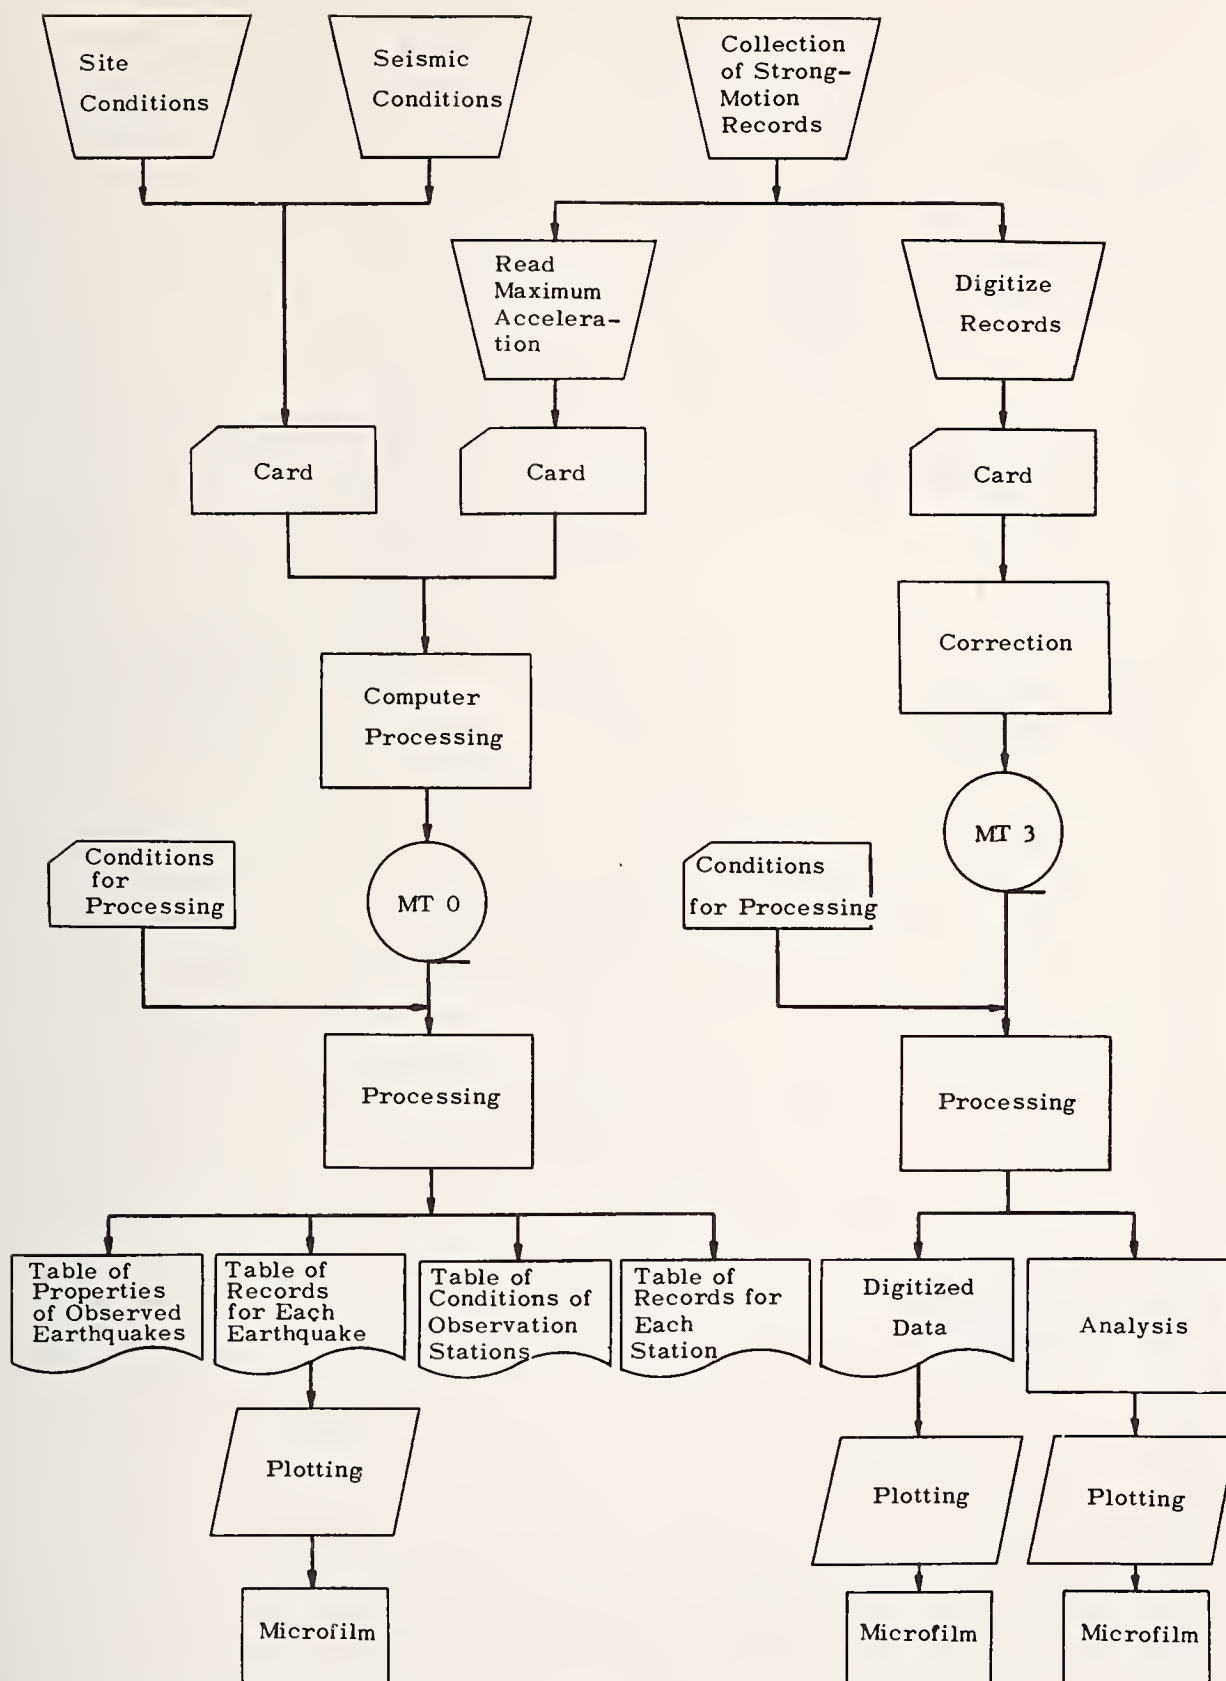 Site
Conditions
Seismic
Conditions
Collection
of Strong-
Motion
Records
Read
Maximum
Accelera-
tion
Digitize
Records
Card
Card
Card
Correction
Computer
Processing
MT 3
Conditions
for
Processing
MT 0
Conditions
for Processing
Processing
Processing
Table of
Properties
of Observed
Earthquakes
Table of
Records
for Each
Earthquake
Table of
Conditions of
Observation
Stations
Table of
Records for
Each
Station
Digitized
Data
Analysis
Plotting
Plotting
Plotting
Microfilm
Microfilm
Microfilm